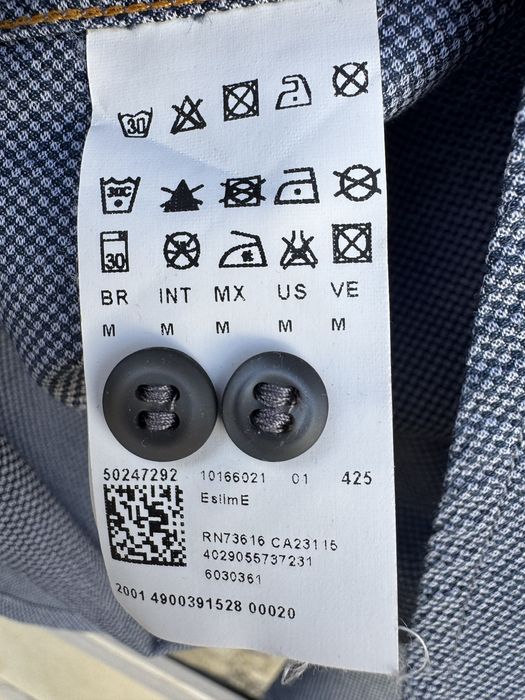 30
30C
30
BR INT MX US VE
M M M M M
50247292 10166021 01 425
EslimE
RN73616 CA23115
4029055737231
6030361
2001 4900391528 00020